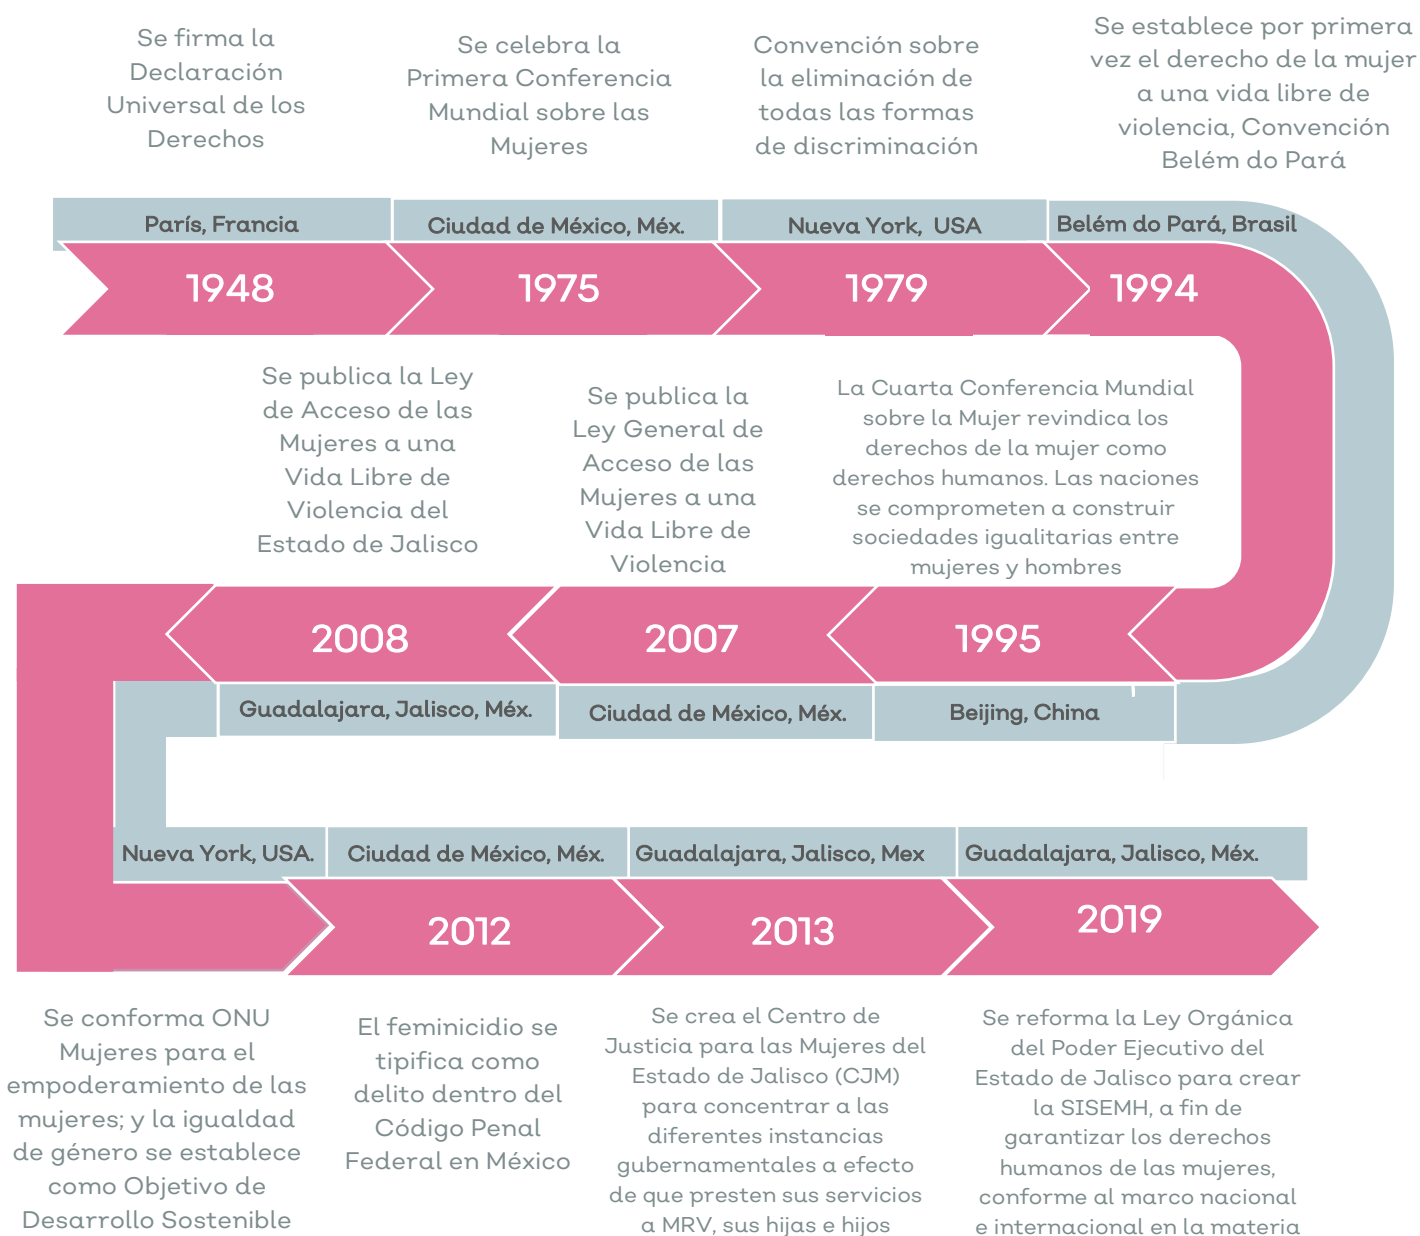 Se firma la
Declaración
Universal de los
Derechos
Se celebra la
Primera Conferencia
Mundial sobre las
Mujeres
Convención sobre
la eliminación de
todas las formas
de discriminación
Se establece por primera
vez el derecho de la mujer
a una vida libre de
violencia, Convención
Belém do Pará
París, Francia
Ciudad de México, Méx.
Nueva York, USA
Belém do Pará, Brasil
1948
1975
1979
1994
La Cuarta Conferencia Mundial
sobre la Mujer revindica los
derechos de la mujer como
derechos humanos. Las naciones
se comprometen a construir
sociedades igualitarias entre
mujeres y hombres
1995
Beijing, China
Se publica la
Ley General de
Acceso de las
Mujeres a una
Vida Libre de
Violencia
2007
Ciudad de México, Méx.
Se publica la Ley
de Acceso de las
Mujeres a una
Vida Libre de
Violencia del
Estado de Jalisco
2008
Guadalajara, Jalisco, Méx.
Nueva York, USA.
Se conforma ONU
Mujeres para el
empoderamiento de las
mujeres; y la igualdad
de género se establece
como Objetivo de
Desarrollo Sostenible
Ciudad de México, Méx.
2012
El feminicidio se
tipifica como
delito dentro del
Código Penal
Federal en México
Guadalajara, Jalisco, Mex
2013
Se crea el Centro de
Justicia para las Mujeres del
Estado de Jalisco (CJM)
para concentrar a las
diferentes instancias
gubernamentales a efecto
de que presten sus servicios
a MRV, sus hijas e hijos
Guadalajara, Jalisco, Méx.
2019
Se reforma la Ley Orgánica
del Poder Ejecutivo del
Estado de Jalisco para crear
la SISEMH, a fin de
garantizar los derechos
humanos de las mujeres,
conforme al marco nacional
e internacional en la materia